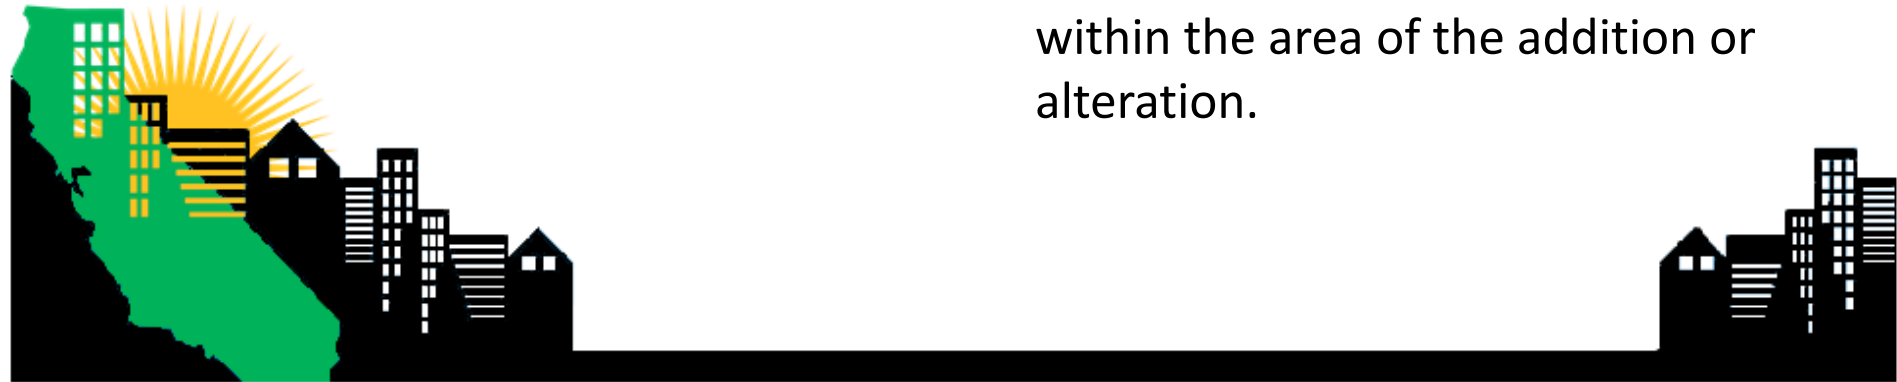 within the area of the addition or
alteration.